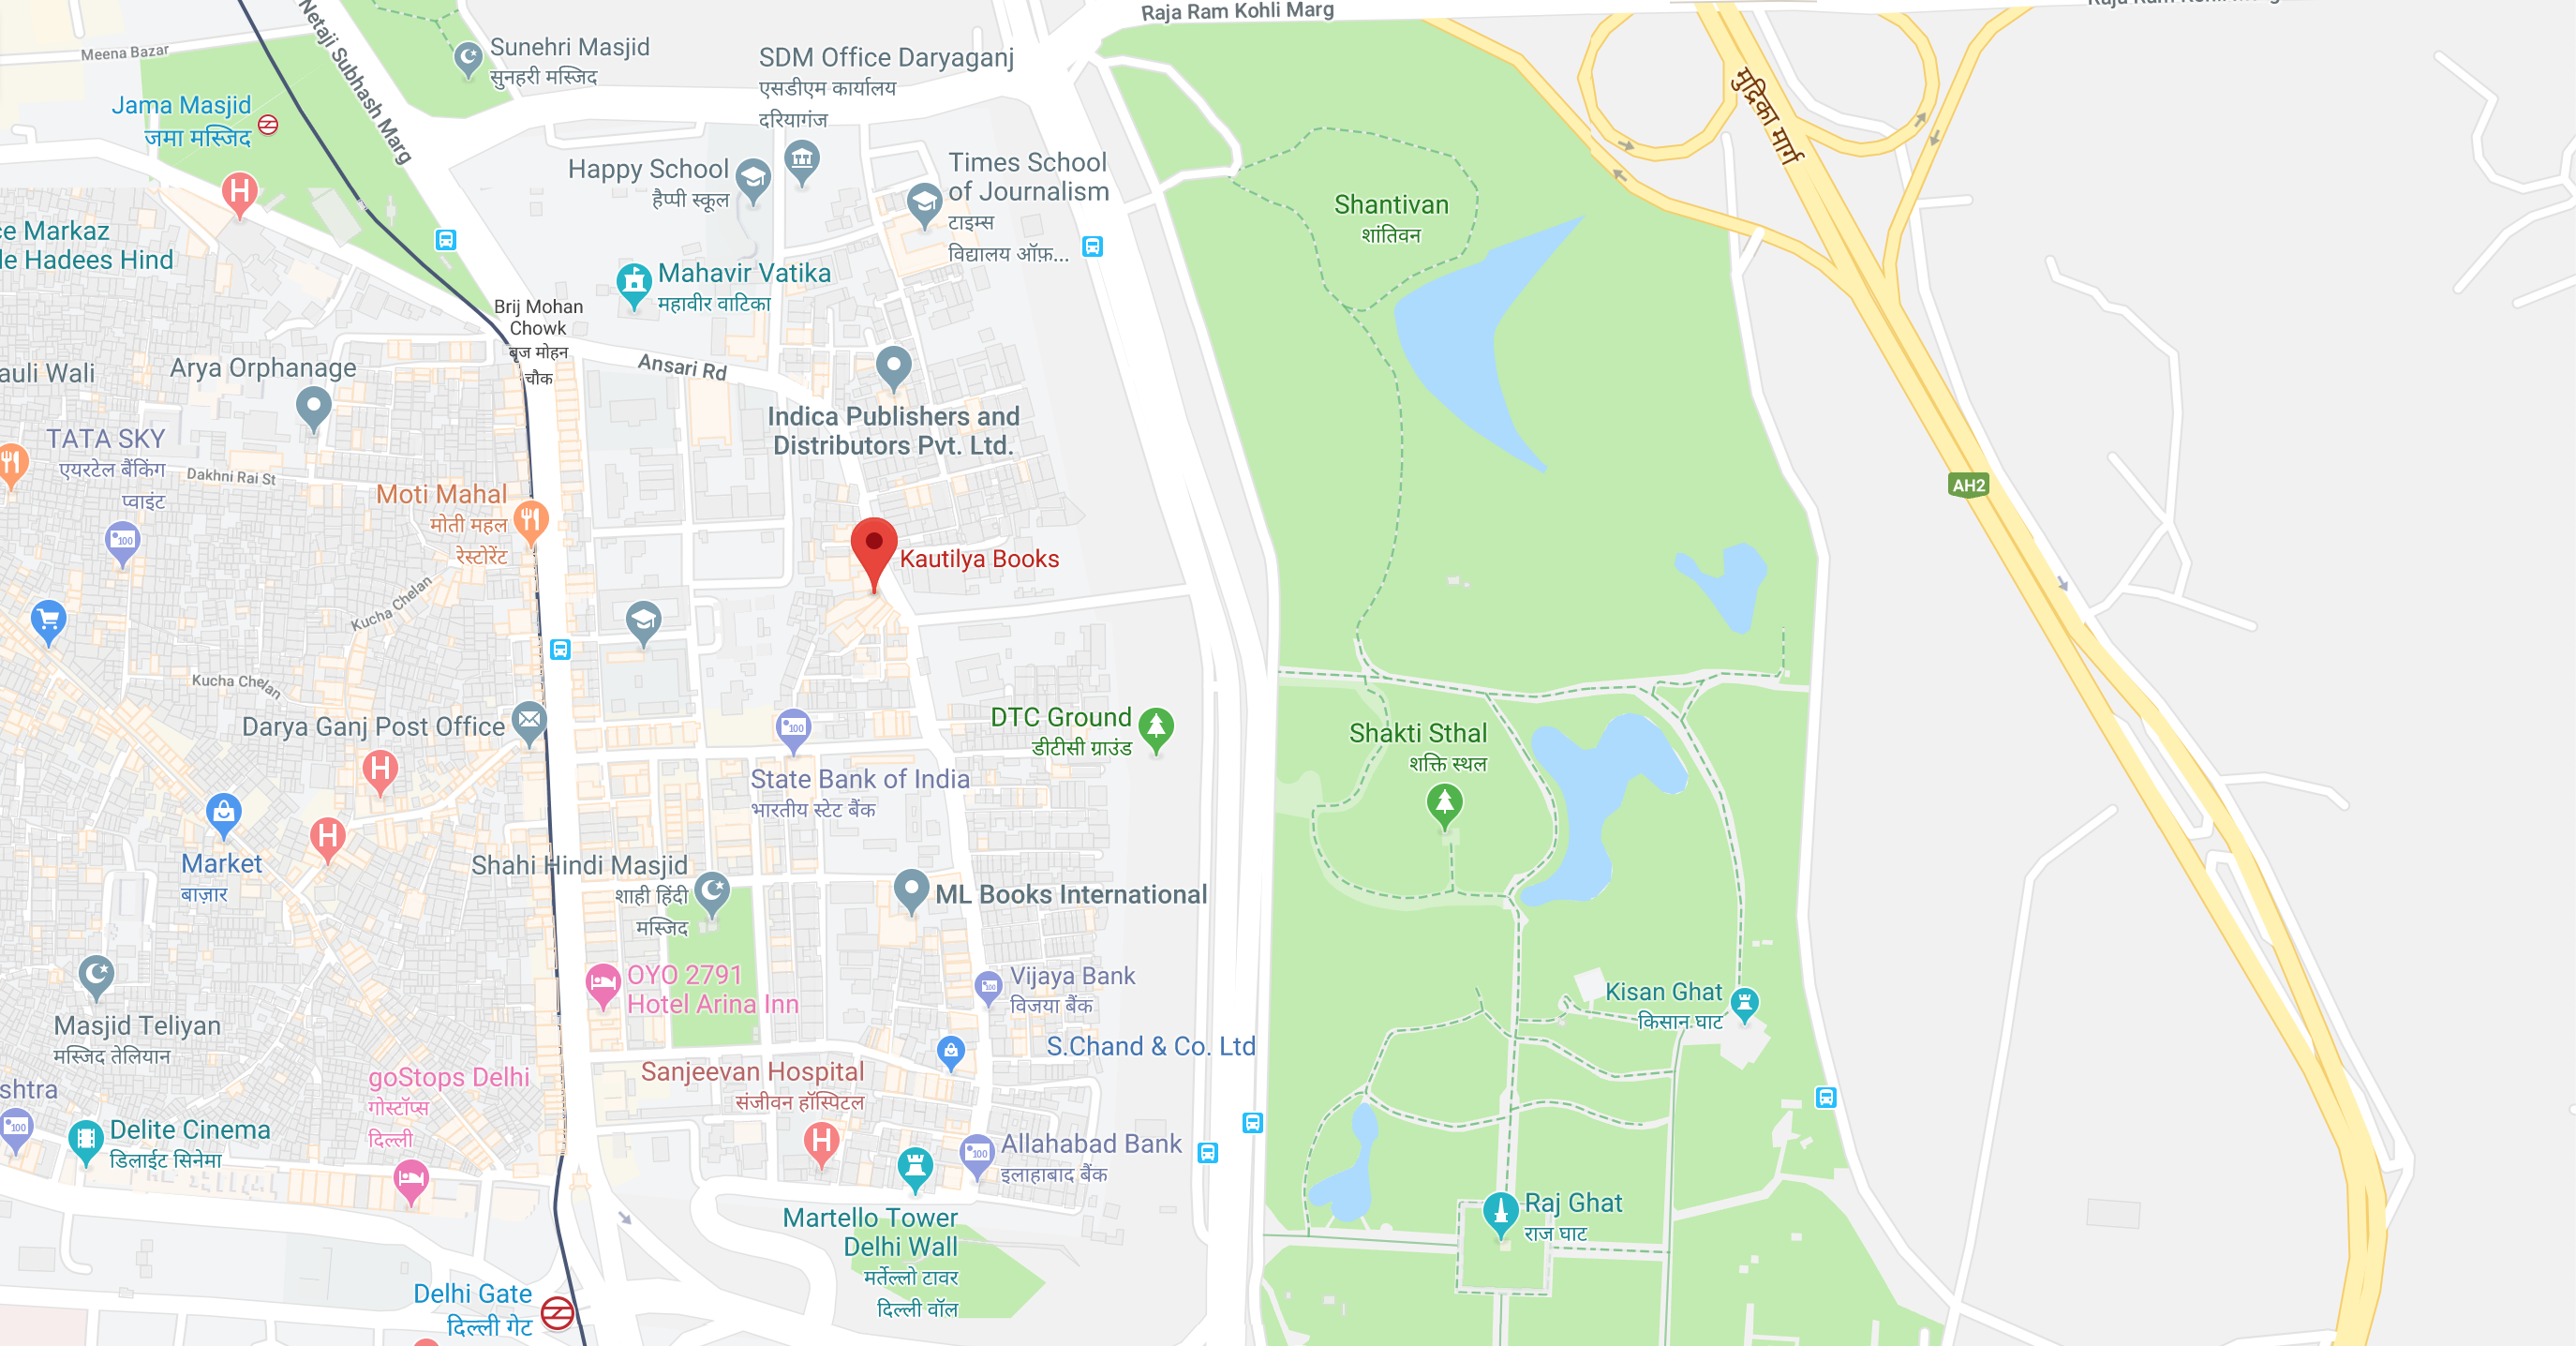 Raja Ram Kohli Marg
Netaji Subhash Marg
Meena Bazar
Sunehri Masjid
सुनहरी मस्जिद
SDM Office Daryaganj
एसडीएम कार्यालय
दरियागंज
मुद्रिका मार्ग
Jama Masjid
जमा मस्जिद
H
Happy School
हैप्पी स्कूल
Times School
of Journalism
टाइम्स
विद्यालय ऑफ़...
Shantivan
शांतिवन
ce Markaz
le Hadees Hind
Mahavir Vatika
महावीर वाटिका
Brij Mohan
Chowk
बृज मोहन
चौक
Ansari Rd
Arya Orphanage
auli Wali
Indica Publishers and
Distributors Pvt. Ltd.
TATA SKY
एयरटेल बैंकिंग
प्वाइंट
Dakhni Rai St
Moti Mahal
मोती महल
रेस्टोरेंट
AH2
100
Kautilya Books
Kucha Chelan
Kucha Chelan
Darya Ganj Post Office
H
100
State Bank of India
भारतीय स्टेट बैंक
DTC Ground
डीटीसी ग्राउंड
Shakti Sthal
शक्ति स्थल
H
Market
बाज़ार
Shahi Hindi Masjid
शाही हिंदी
मस्जिद
ML Books International
OYO 2791
Hotel Arina Inn
100
Vijaya Bank
विजया बैंक
Kisan Ghat
किसान घाट
Masjid Teliyan
मस्जिद तेलियान
S.Chand & Co. Ltd
Sanjeevan Hospital
संजीवन हॉस्पिटल
H
goStops Delhi
गोस्टॉप्स
दिल्ली
shtra
100
Delite Cinema
डिलाईट सिनेमा
Allahabad Bank
इलाहाबाद बैंक
100
Raj Ghat
राज घाट
Martello Tower
Delhi Wall
मर्तेल्लो टावर
दिल्ली वॉल
Delhi Gate
दिल्ली गेट